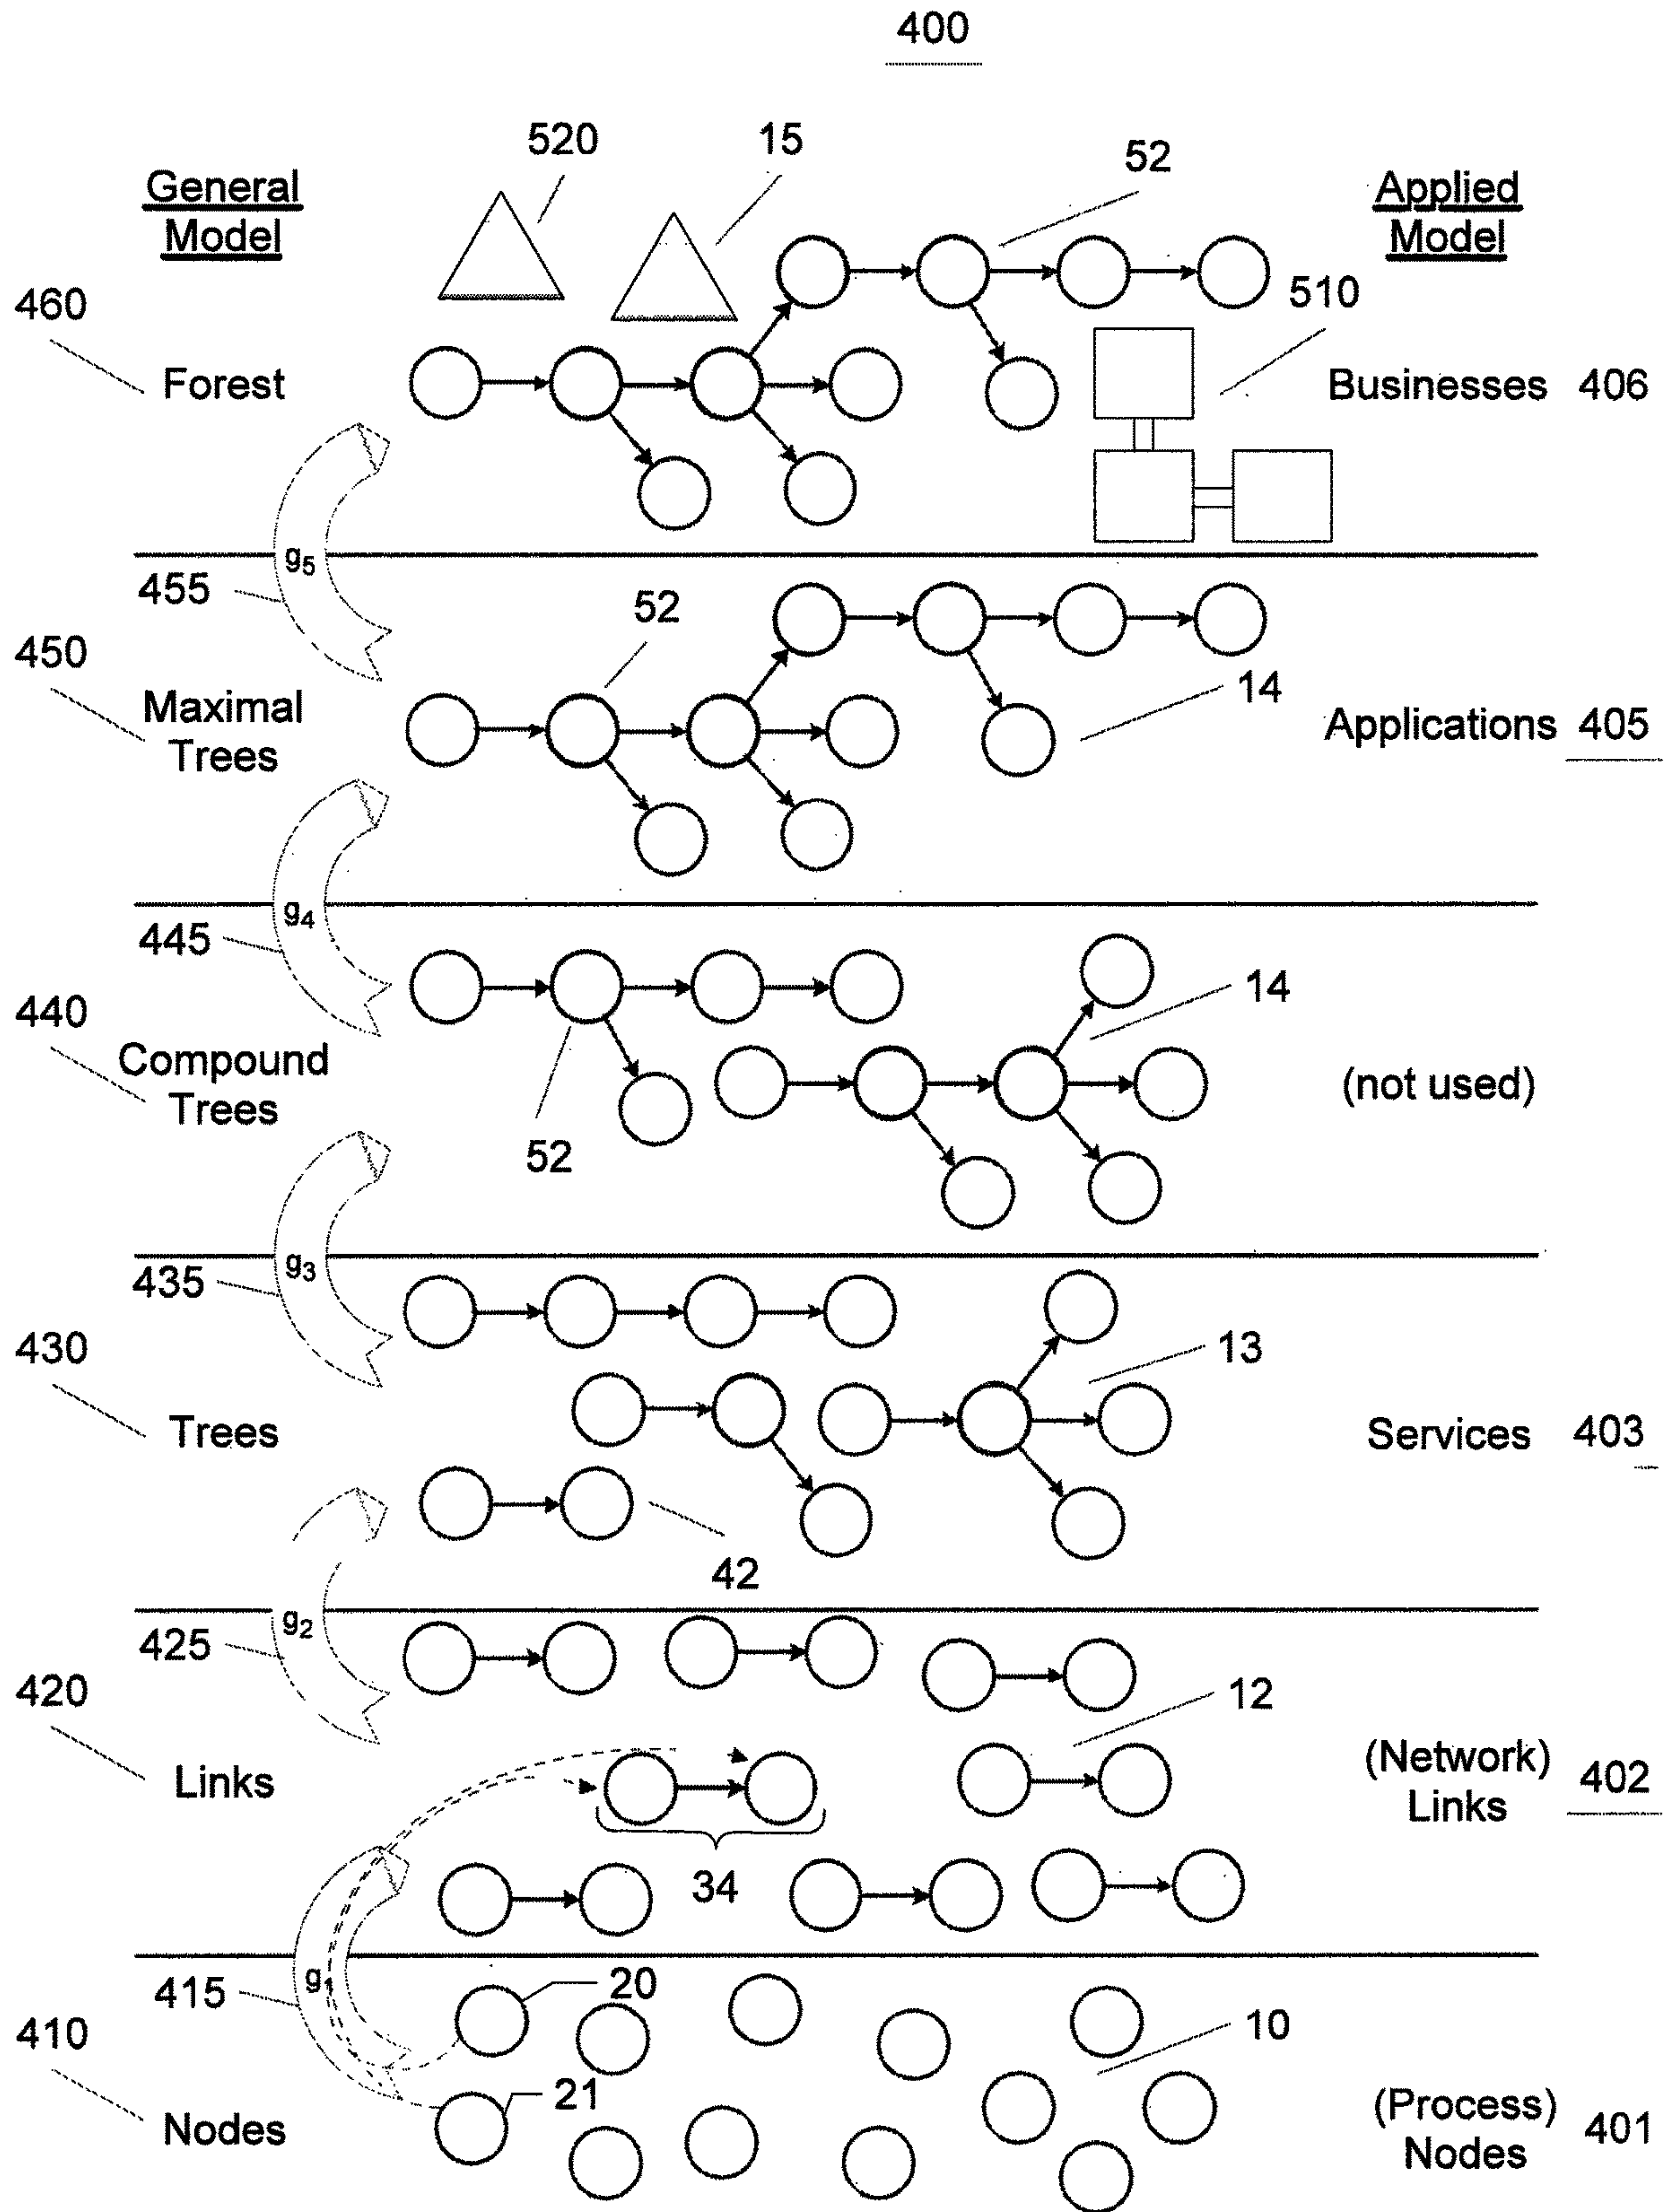 400
520
15
52
General
Model
Applied
Model
510
460
Forest
Businesses 406
g5
455
52
450
14
Maximal
Trees
Applications 405
g4
445
14
440
Compound
Trees
(not used)
52
g3
435
13
430
Trees
Services 403
42
g2
425
12
420
(Network)
Links
Links
402
34
g1
415
20
10
410
21
Nodes
(Process)
Nodes
401